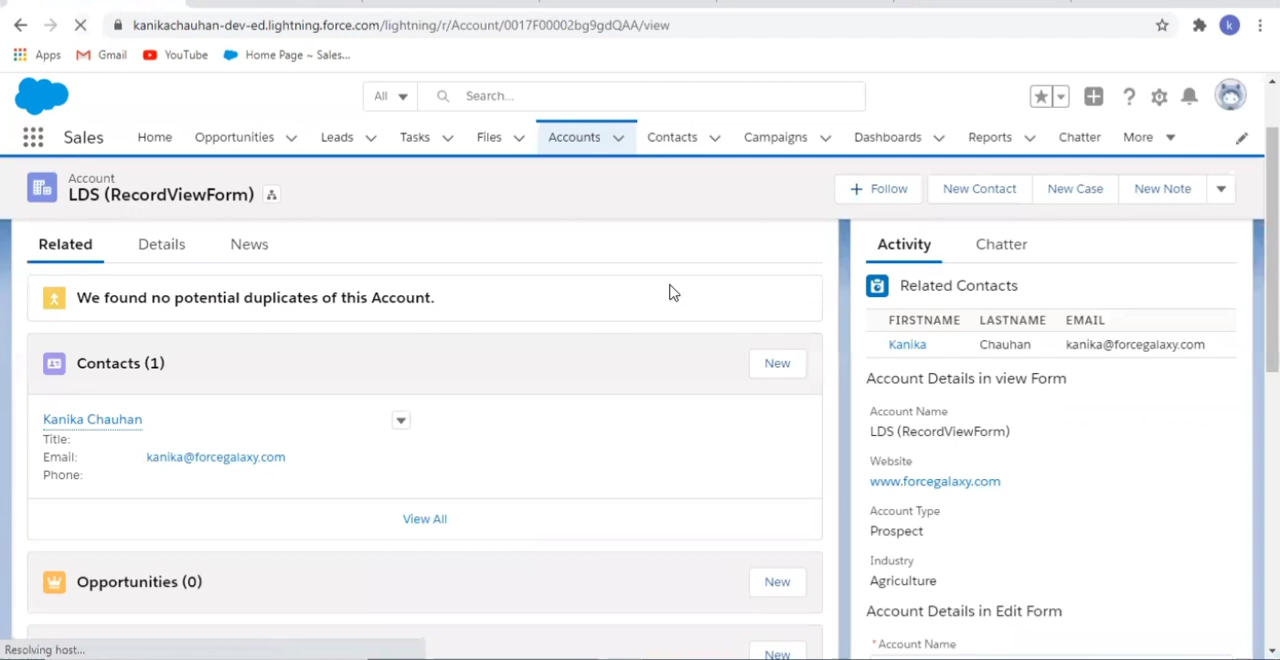 kanikachauhan-dev-ed.lightning.force.com/lightning/r/Account/0017F00002bg9gdQAA/view
k
Apps Gmail YouTube Home Page ~ Sales...
All Search...
Sales Home Opportunities Leads Tasks Files Accounts Contacts Campaigns Dashboards Reports Chatter More
Account
LDS (RecordViewForm)
+ Follow New Contact New Case New Note
Related Details News
We found no potential duplicates of this Account.
Contacts (1) New
Kanika Chauhan
Title:
Email: kanika@forcegalaxy.com
Phone:
View All
Opportunities (0) New
New
Activity Chatter
Related Contacts
FIRSTNAME LASTNAME EMAIL
Kanika Chauhan kanika@forcegalaxy.com
Account Details in view Form
Account Name
LDS (RecordViewForm)
Website
www.forcegalaxy.com
Account Type
Prospect
Industry
Agriculture
Account Details in Edit Form
*Account Name
Resolving host...